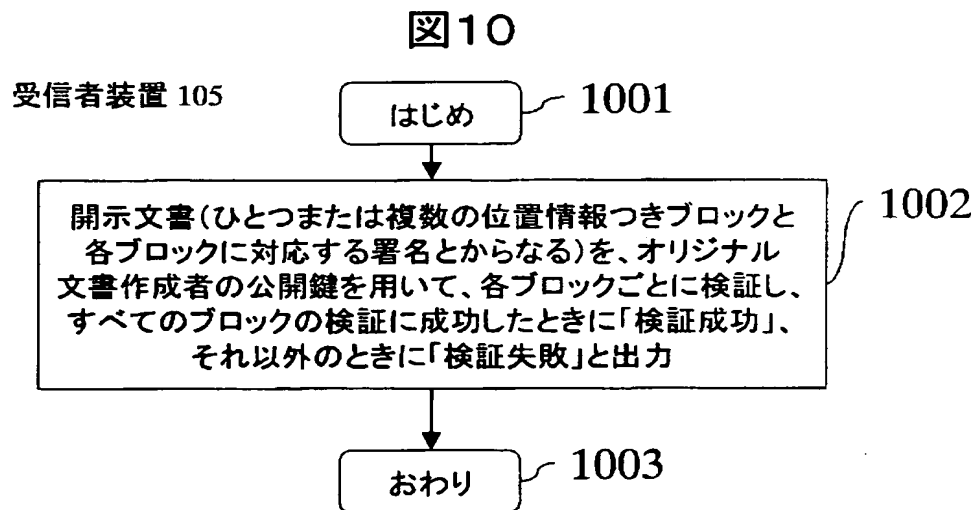 図10
受信者装置 105
はじめ
1001
開示文書(ひとつまたは複数の位置情報つきブロックと
各ブロックに対応する署名とからなる)を、オリジナル
文書作成者の公開鍵を用いて、各ブロックごとに検証し、
すべてのブロックの検証に成功したときに「検証成功」、
それ以外のときに「検証失敗」と出力
1002
おわり
1003